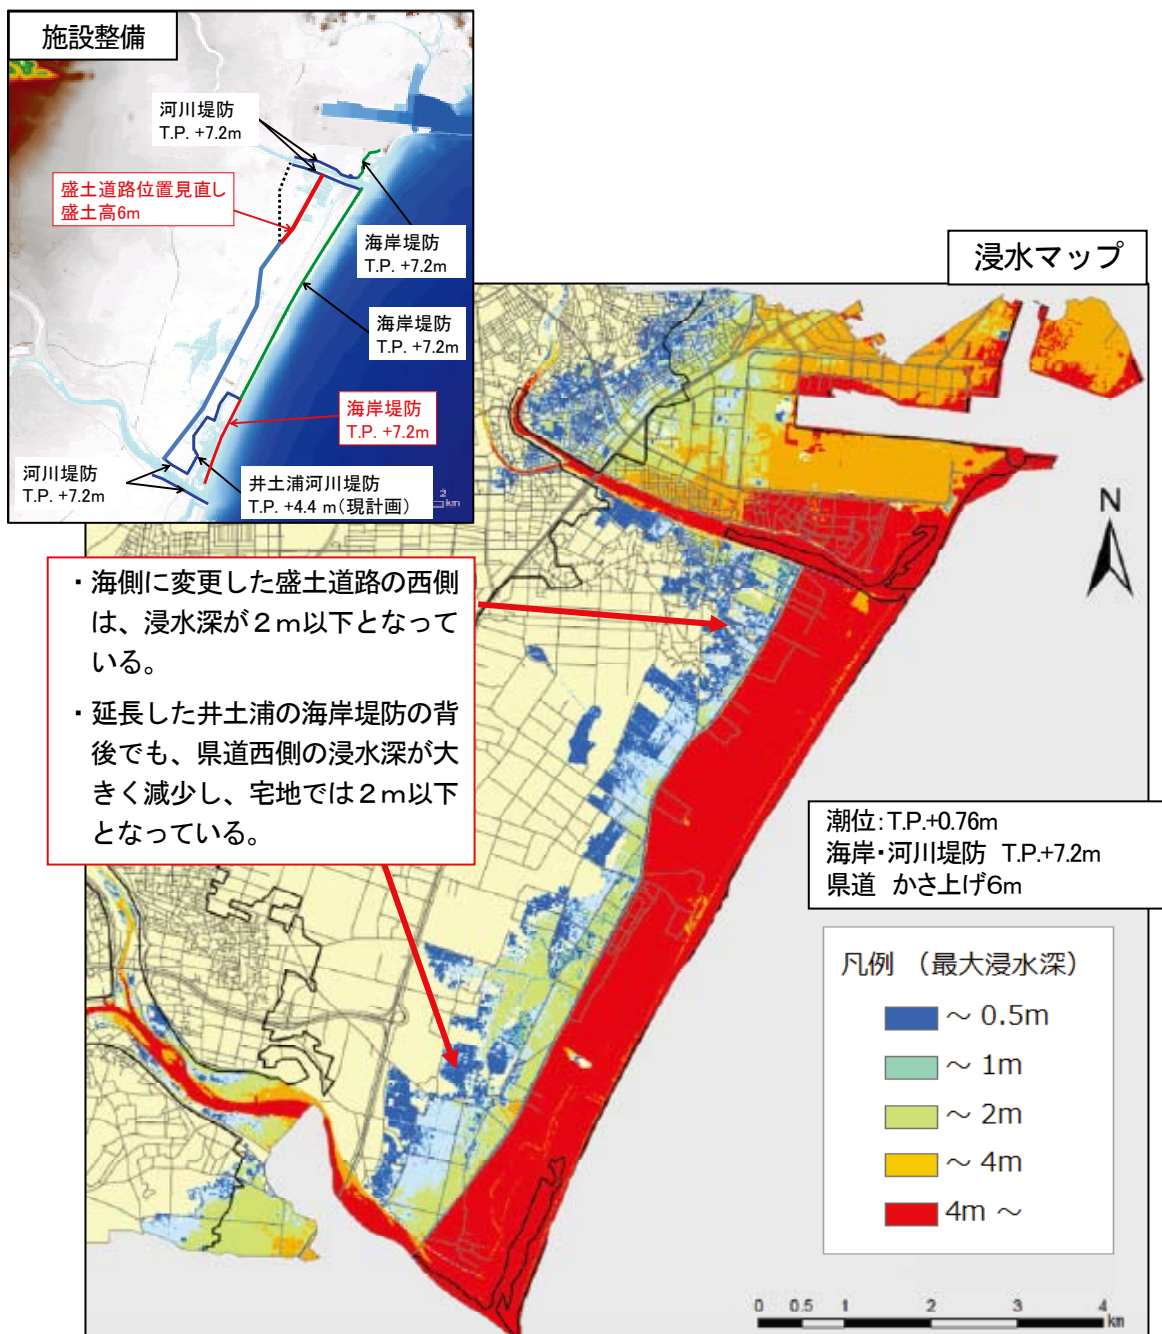 施設整備
河川堤防
T.P. +7.2m
盛土道路位置見直し
盛土高6m
海岸堤防
T.P. +7.2m
海岸堤防
T.P. +7.2m
海岸堤防
T.P. +7.2m
河川堤防
T.P. +7.2m
井土浦河川堤防
T.P. +4.4 m(現計画)
2
km
浸水マップ
N
・海側に変更した盛土道路の西側
は、浸水深が２ｍ以下となって
いる。
・延長した井土浦の海岸堤防の背
後でも、県道西側の浸水深が大
きく減少し、宅地では２ｍ以下
となっている。
潮位:T.P.+0.76m
海岸・河川堤防 T.P.+7.2m
県道 かさ上げ6m
凡例 （最大浸水深）
～ 0.5m
～ 1m
～ 2m
～ 4m
4m ～
0 0.5 1 2 3 4
km